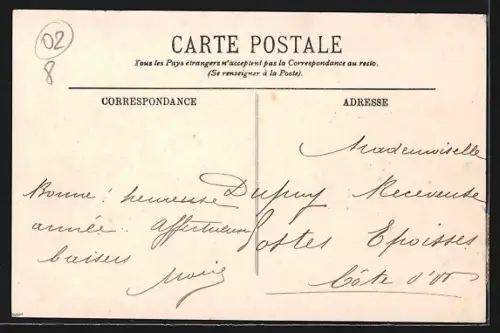 02
8
CARTE POSTALE
Tous les Pays étrangers n'acceptent pas la Correspondance au recto.
(Se renseigner à la Poste).
CORRESPONDANCE
Bonne! heureuse
année. Affectueux
baisers
Marie
ADRESSE
Mademoiselle
Dupuy Receveuse
Postes Epoisses
Côte d'Or